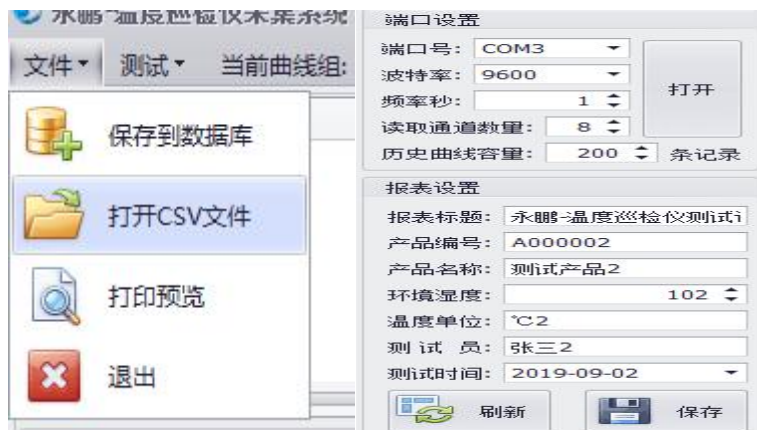 永鹏-温度巡检仪采集系统
文件 测试 当前曲线组:
保存到数据库
打开CSV文件
打印预览
退出
端口设置
端口号: COM3
波特率: 9600
频率秒: 1
打开
读取通道数量: 8
历史曲线容量: 200 条记录
报表设置
报表标题: 永鹏-温度巡检仪测试
产品编号: A000002
产品名称: 测试产品2
环境湿度: 102
温度单位: ℃2
测 试 员: 张三2
测试时间: 2019-09-02
刷新 保存